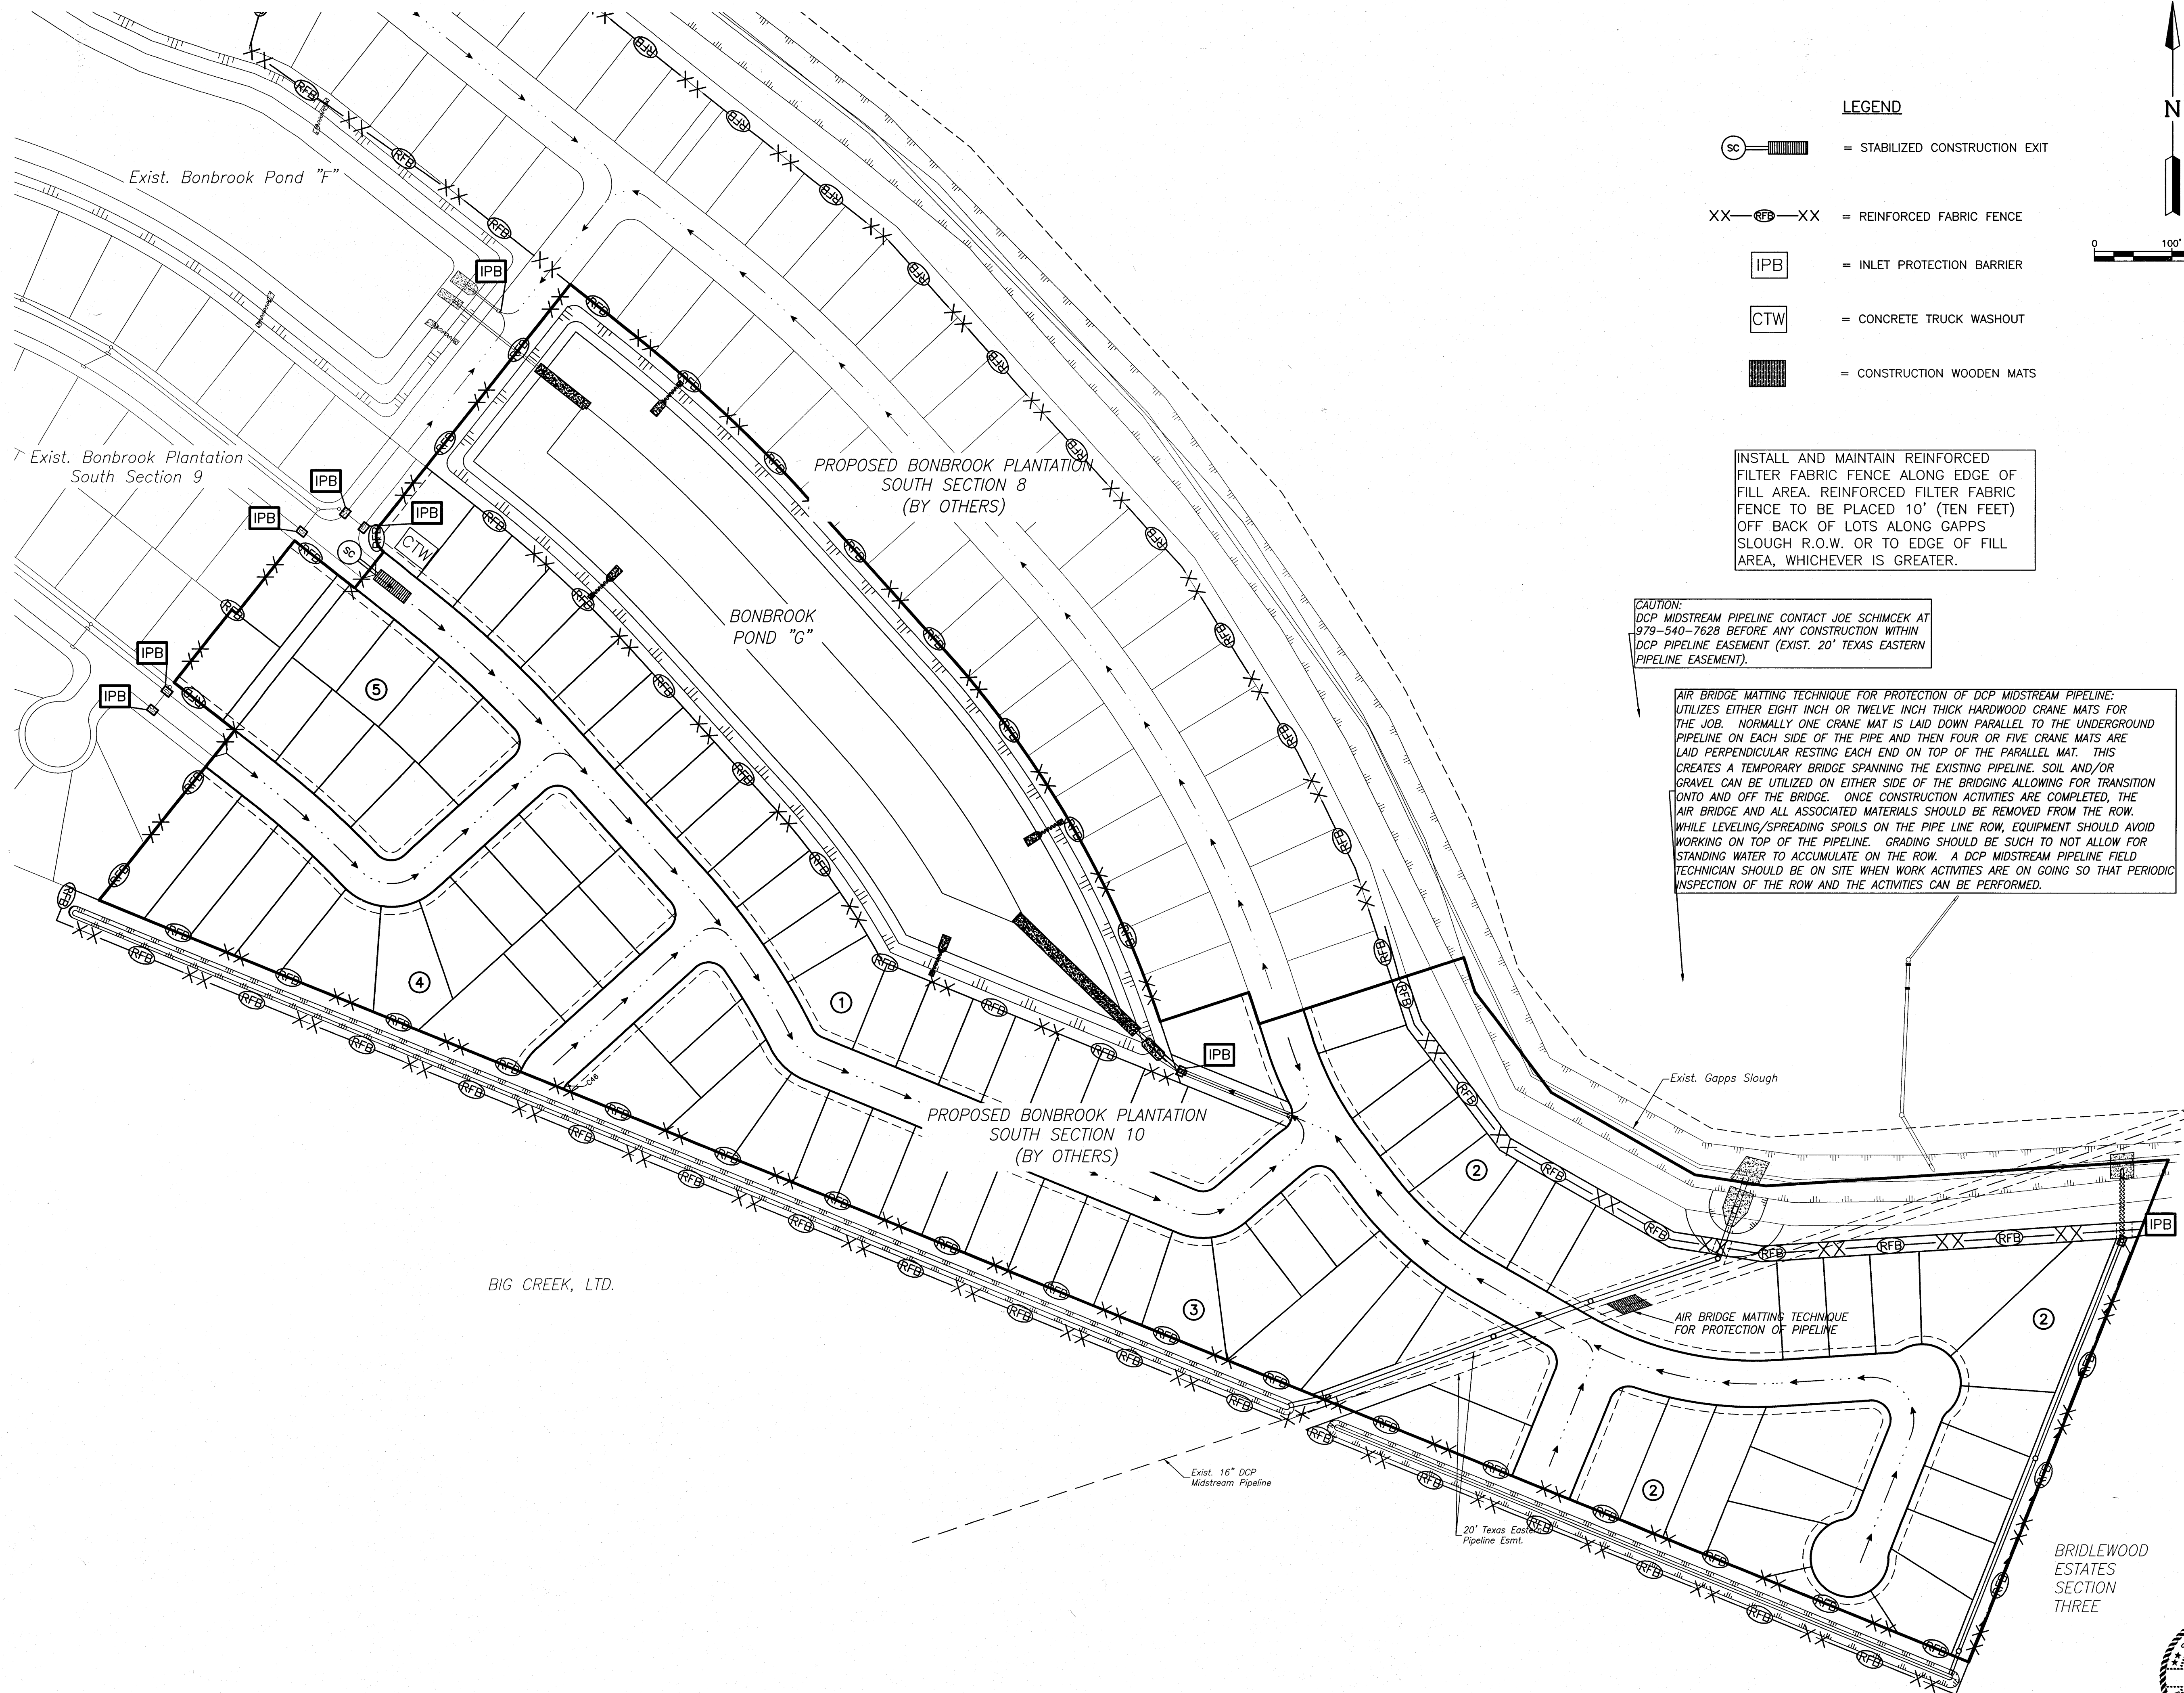 LEGEND
SC = STABILIZED CONSTRUCTION EXIT
XX—RFB—XX = REINFORCED FABRIC FENCE
IPB = INLET PROTECTION BARRIER
CTW = CONCRETE TRUCK WASHOUT
= CONSTRUCTION WOODEN MATS
N
0 100'
INSTALL AND MAINTAIN REINFORCED
FILTER FABRIC FENCE ALONG EDGE OF
FILL AREA. REINFORCED FILTER FABRIC
FENCE TO BE PLACED 10' (TEN FEET)
OFF BACK OF LOTS ALONG GAPPS
SLOUGH R.O.W. OR TO EDGE OF FILL
AREA, WHICHEVER IS GREATER.
CAUTION:
DCP MIDSTREAM PIPELINE CONTACT JOE SCHIMCEK AT
979-540-7628 BEFORE ANY CONSTRUCTION WITHIN
DCP PIPELINE EASEMENT (EXIST. 20' TEXAS EASTERN
PIPELINE EASEMENT).
AIR BRIDGE MATTING TECHNIQUE FOR PROTECTION OF DCP MIDSTREAM PIPELINE:
UTILIZES EITHER EIGHT INCH OR TWELVE INCH THICK HARDWOOD CRANE MATS FOR
THE JOB. NORMALLY ONE CRANE MAT IS LAID DOWN PARALLEL TO THE UNDERGROUND
PIPELINE ON EACH SIDE OF THE PIPE AND THEN FOUR OR FIVE CRANE MATS ARE
LAID PERPENDICULAR RESTING EACH END ON TOP OF THE PARALLEL MAT. THIS
CREATES A TEMPORARY BRIDGE SPANNING THE EXISTING PIPELINE. SOIL AND/OR
GRAVEL CAN BE UTILIZED ON EITHER SIDE OF THE BRIDGING ALLOWING FOR TRANSITION
ONTO AND OFF THE BRIDGE. ONCE CONSTRUCTION ACTIVITIES ARE COMPLETED, THE
AIR BRIDGE AND ALL ASSOCIATED MATERIALS SHOULD BE REMOVED FROM THE ROW.
WHILE LEVELING/SPREADING SPOILS ON THE PIPE LINE ROW, EQUIPMENT SHOULD AVOID
WORKING ON TOP OF THE PIPELINE. GRADING SHOULD BE SUCH TO NOT ALLOW FOR
STANDING WATER TO ACCUMULATE ON THE ROW. A DCP MIDSTREAM PIPELINE FIELD
TECHNICIAN SHOULD BE ON SITE WHEN WORK ACTIVITIES ARE ON GOING SO THAT PERIODIC
INSPECTION OF THE ROW AND THE ACTIVITIES CAN BE PERFORMED.
Exist. Bonbrook Pond "F"
IPB
Exist. Bonbrook Plantation
South Section 9
IPB
IPB
IPB
SC
CTW
IPB
IPB
PROPOSED BONBROOK PLANTATION
SOUTH SECTION 8
(BY OTHERS)
BONBROOK
POND "G"
5
4
1
C46
IPB
PROPOSED BONBROOK PLANTATION
SOUTH SECTION 10
(BY OTHERS)
Exist. Gapps Slough
2
IPB
3
2
AIR BRIDGE MATTING TECHNIQUE
FOR PROTECTION OF PIPELINE
BIG CREEK, LTD.
Exist. 16" DCP
Midstream Pipeline
2
20' Texas Eastern
Pipeline Esmt.
BRIDLEWOOD
ESTATES
SECTION
THREE